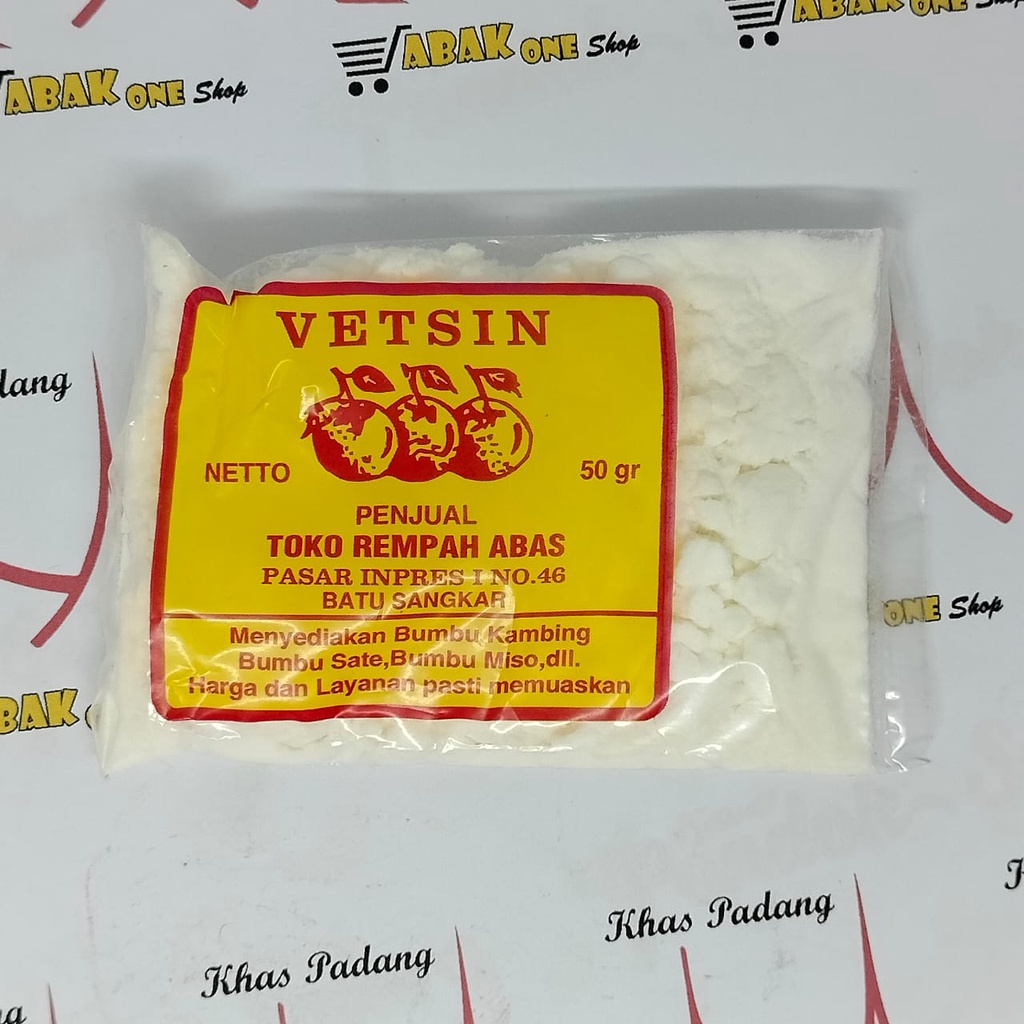 ABAK ONE Shop
ABAK ONE Shop
ABAK ONE
VETSIN
NETTO 50 gr
PENJUAL
TOKO REMPAH ABAS
PASAR INPRES I NO.46
BATU SANGKAR
Menyediakan Bumbu Kambing
Bumbu Sate,Bumbu Miso,dll.
Harga dan Layanan pasti memuaskan
ONE Shop
Khas Padang
Khas Padang